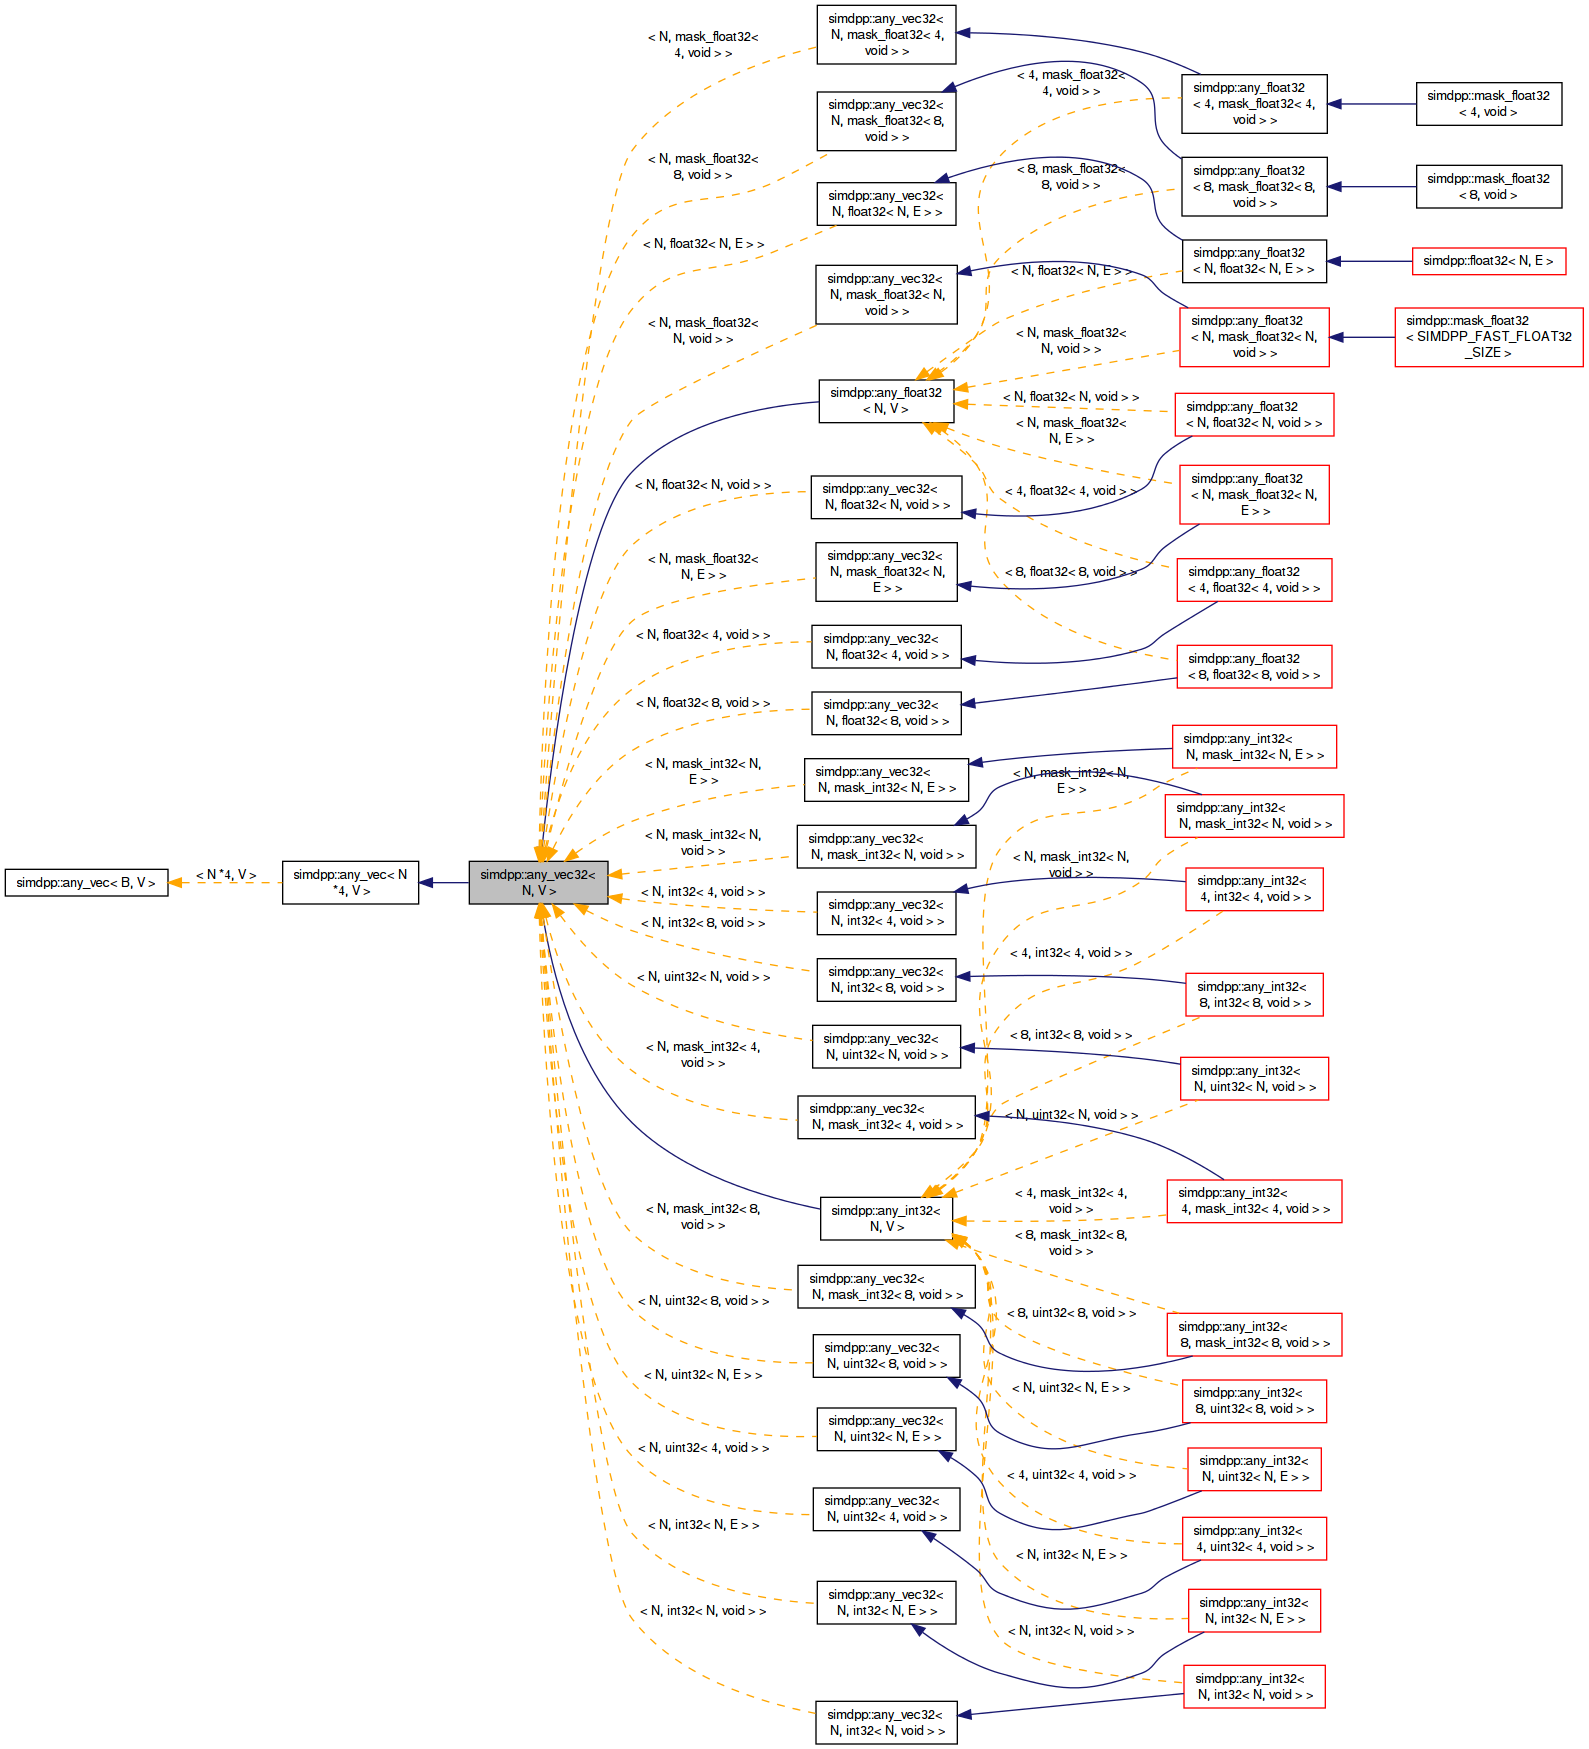 simdpp::any_vec< B, V >
< N *4, V >
simdpp::any_vec< N
*4, V >
simdpp::any_vec32<
N, V >
< N, mask_float32<
4, void > >
< N, mask_float32<
8, void > >
< N, float32< N, E > >
< N, mask_float32<
N, void > >
< N, float32< N, void > >
< N, mask_float32<
N, E > >
< N, float32< 4, void > >
< N, float32< 8, void > >
< N, mask_int32< N,
E > >
< N, mask_int32< N,
void > >
< N, int32< 4, void > >
< N, int32< 8, void > >
< N, uint32< N, void > >
< N, mask_int32< 4,
void > >
< N, mask_int32< 8,
void > >
< N, uint32< 8, void > >
< N, uint32< N, E > >
< N, uint32< 4, void > >
< N, int32< N, E > >
< N, int32< N, void > >
simdpp::any_vec32<
N, mask_float32< 4,
void > >
simdpp::any_vec32<
N, mask_float32< 8,
void > >
simdpp::any_vec32<
N, float32< N, E > >
simdpp::any_vec32<
N, mask_float32< N,
void > >
simdpp::any_float32
< N, V >
simdpp::any_vec32<
N, float32< N, void > >
simdpp::any_vec32<
N, mask_float32< N,
E > >
simdpp::any_vec32<
N, float32< 4, void > >
simdpp::any_vec32<
N, float32< 8, void > >
simdpp::any_vec32<
N, mask_int32< N, E > >
simdpp::any_vec32<
N, mask_int32< N, void > >
simdpp::any_vec32<
N, int32< 4, void > >
simdpp::any_vec32<
N, int32< 8, void > >
simdpp::any_vec32<
N, uint32< N, void > >
simdpp::any_vec32<
N, mask_int32< 4, void > >
simdpp::any_int32<
N, V >
simdpp::any_vec32<
N, mask_int32< 8, void > >
simdpp::any_vec32<
N, uint32< 8, void > >
simdpp::any_vec32<
N, uint32< N, E > >
simdpp::any_vec32<
N, uint32< 4, void > >
simdpp::any_vec32<
N, int32< N, E > >
simdpp::any_vec32<
N, int32< N, void > >
< 4, mask_float32<
4, void > >
< 8, mask_float32<
8, void > >
< N, float32< N, E > >
< N, mask_float32<
N, void > >
< N, float32< N, void > >
< N, mask_float32<
N, E > >
< 4, float32< 4, void > >
< 8, float32< 8, void > >
< N, mask_int32< N,
E > >
< N, mask_int32< N,
void > >
< 4, int32< 4, void > >
< 8, int32< 8, void > >
< N, uint32< N, void > >
< 4, mask_int32< 4,
void > >
< 8, mask_int32< 8,
void > >
< 8, uint32< 8, void > >
< N, uint32< N, E > >
< 4, uint32< 4, void > >
< N, int32< N, E > >
< N, int32< N, void > >
simdpp::any_float32
< 4, mask_float32< 4,
void > >
simdpp::any_float32
< 8, mask_float32< 8,
void > >
simdpp::any_float32
< N, float32< N, E > >
simdpp::any_float32
< N, mask_float32< N,
void > >
simdpp::any_float32
< N, float32< N, void > >
simdpp::any_float32
< N, mask_float32< N,
E > >
simdpp::any_float32
< 4, float32< 4, void > >
simdpp::any_float32
< 8, float32< 8, void > >
simdpp::any_int32<
N, mask_int32< N, E > >
simdpp::any_int32<
N, mask_int32< N, void > >
simdpp::any_int32<
4, int32< 4, void > >
simdpp::any_int32<
8, int32< 8, void > >
simdpp::any_int32<
N, uint32< N, void > >
simdpp::any_int32<
4, mask_int32< 4, void > >
simdpp::any_int32<
8, mask_int32< 8, void > >
simdpp::any_int32<
8, uint32< 8, void > >
simdpp::any_int32<
N, uint32< N, E > >
simdpp::any_int32<
4, uint32< 4, void > >
simdpp::any_int32<
N, int32< N, E > >
simdpp::any_int32<
N, int32< N, void > >
simdpp::mask_float32
< 4, void >
simdpp::mask_float32
< 8, void >
simdpp::float32< N, E >
simdpp::mask_float32
< SIMDPP_FAST_FLOAT32
_SIZE >